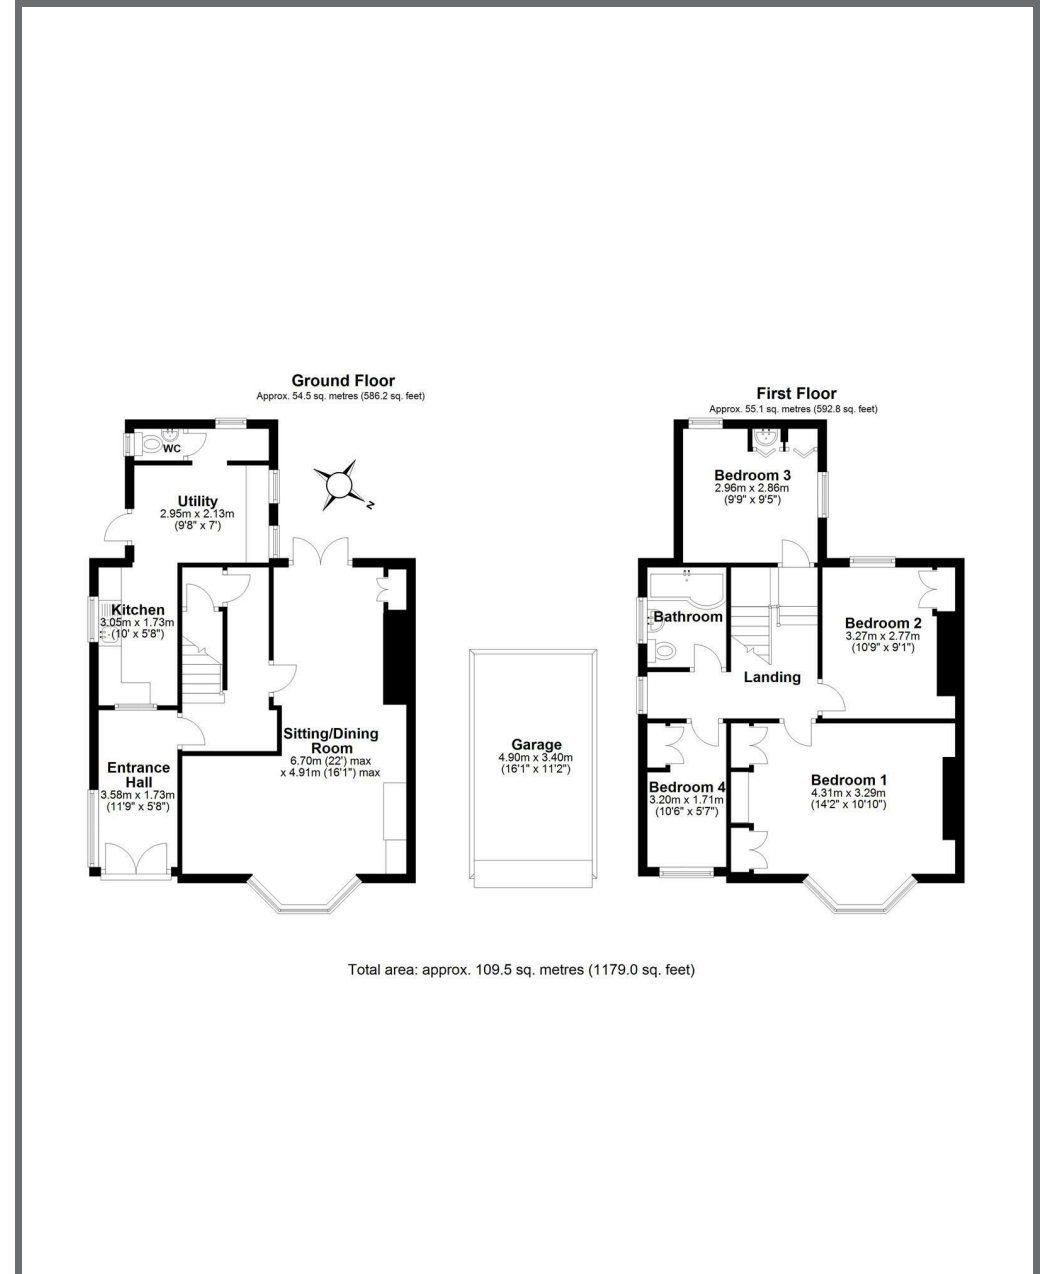 Ground Floor
Approx. 54.5 sq. metres (586.2 sq. feet)
WC
Utility
2.95m x 2.13m
(9'8" x 7')
Kitchen
3.05m x 1.73m
(10' x 5'8")
Sitting/Dining
Room
6.70m (22') max
x 4.91m (16'1") max
Entrance
Hall
3.58m x 1.73m
(11'9" x 5'8")
N
Garage
4.90m x 3.40m
(16'1" x 11'2")
First Floor
Approx. 55.1 sq. metres (592.8 sq. feet)
Bedroom 3
2.96m x 2.86m
(9'9" x 9'5")
Bathroom
Bedroom 2
3.27m x 2.77m
(10'9" x 9'1")
Landing
Bedroom 4
3.20m x 1.71m
(10'6" x 5'7")
Bedroom 1
4.31m x 3.29m
(14'2" x 10'10")
Total area: approx. 109.5 sq. metres (1179.0 sq. feet)